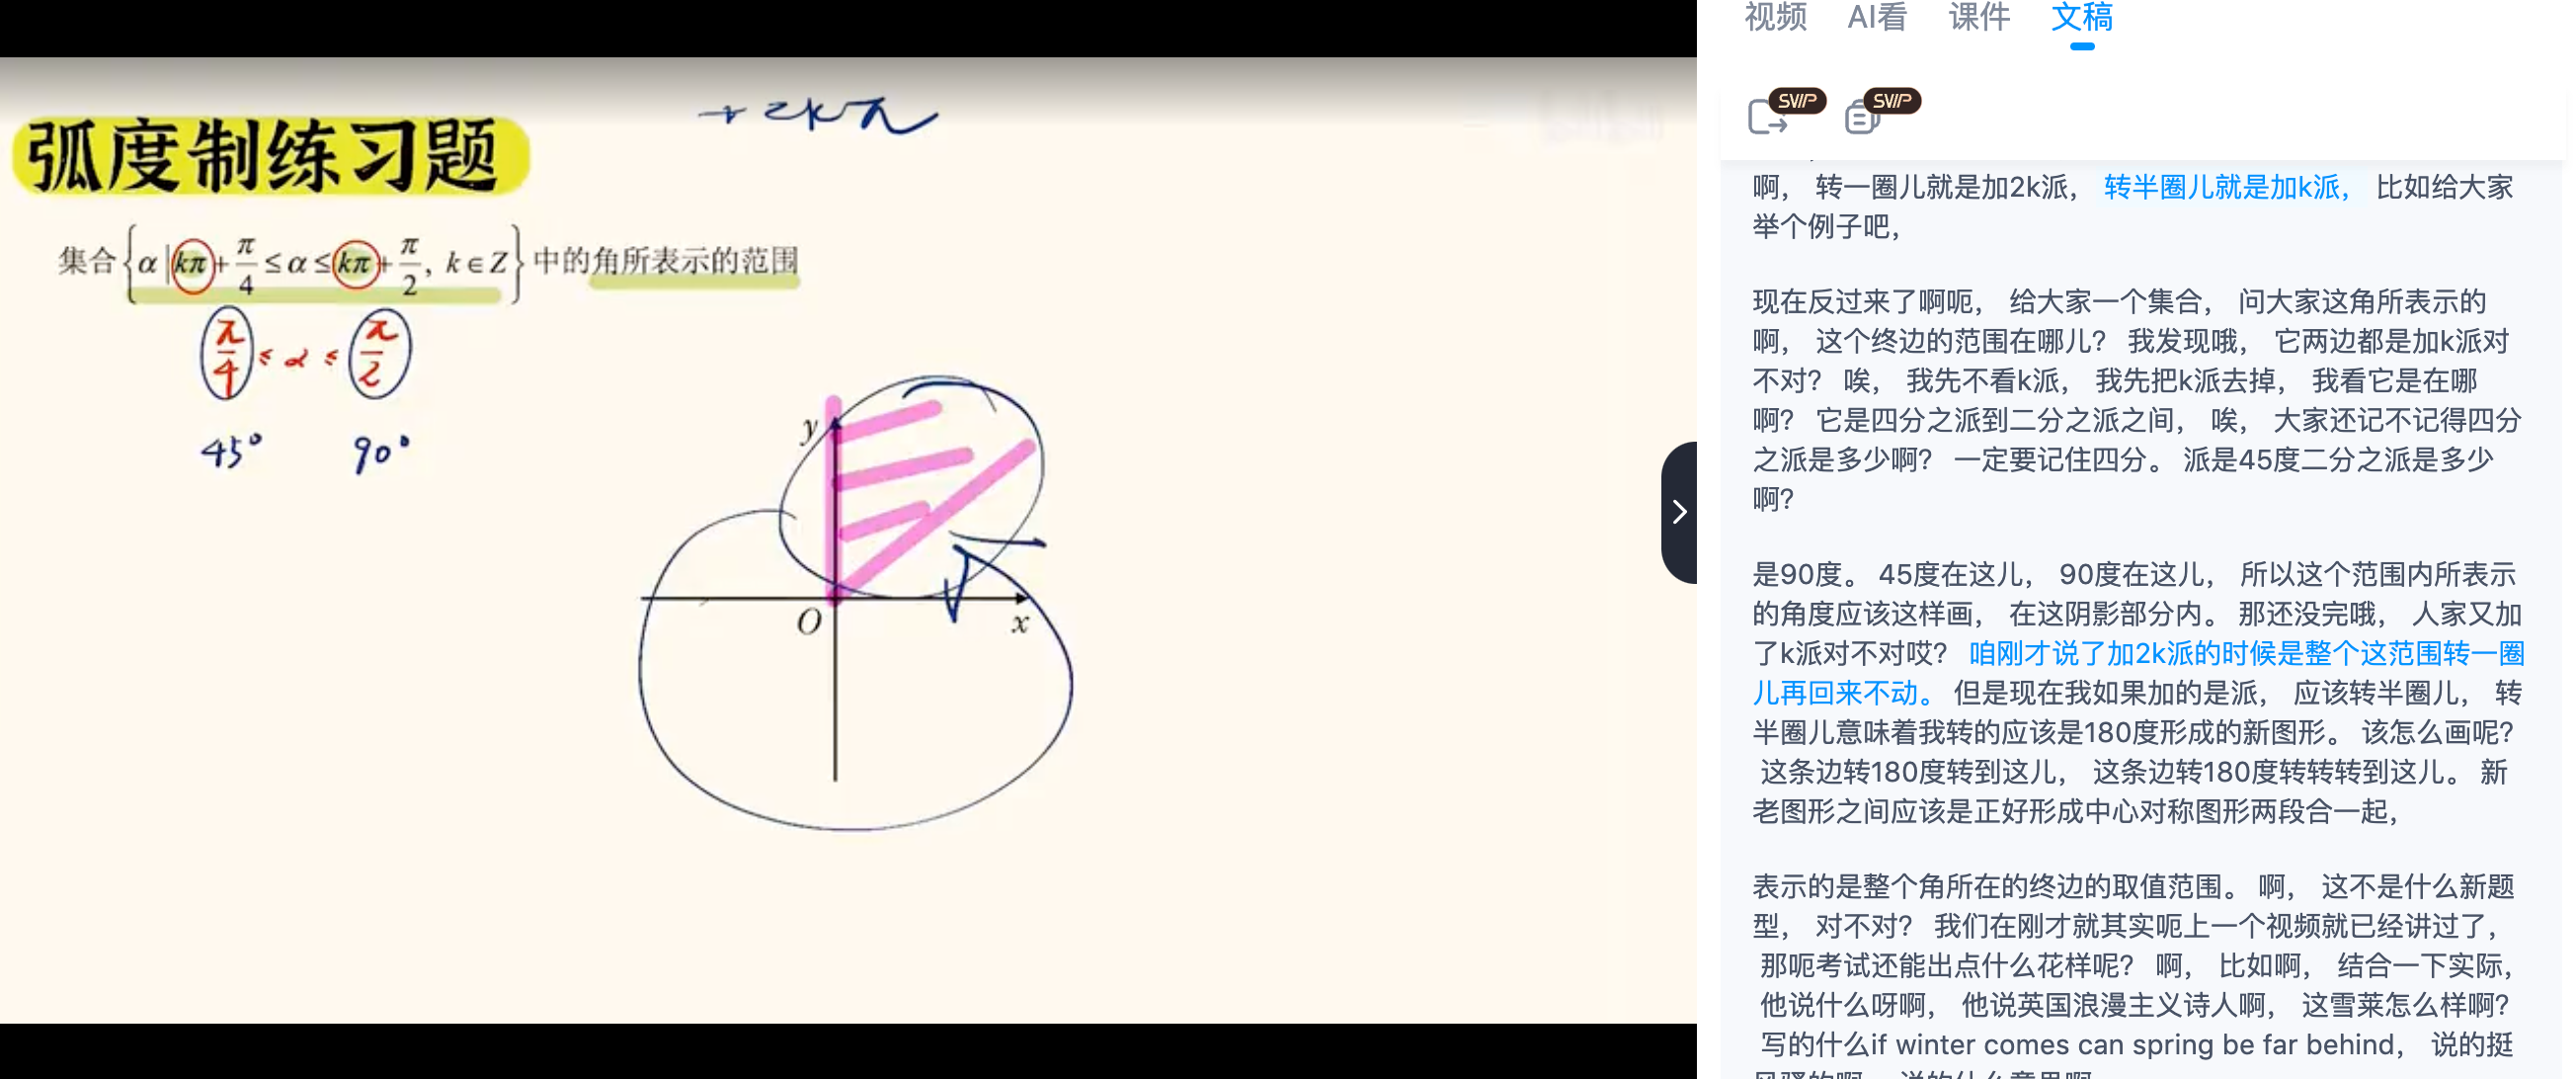 +2kπ
弧度制练习题
集合{α|kπ+π/4≤α≤kπ+π/2, k∈Z}中的角所表示的范围
π/4 ≤ α ≤ π/2
45° 90°
y
O
x
视频 AI看 课件 文稿
SVIP SVIP
啊， 转一圈儿就是加2k派， 转半圈儿就是加k派， 比如给大家
举个例子吧，
现在反过来了啊呃， 给大家一个集合， 问大家这角所表示的
啊， 这个终边的范围在哪儿？ 我发现哦， 它两边都是加k派对
不对？ 唉， 我先不看k派， 我先把k派去掉， 我看它是在哪
啊？ 它是四分之派到二分之派之间， 唉， 大家还记不记得四分
之派是多少啊？ 一定要记住四分。 派是45度二分之派是多少
啊？
是90度。 45度在这儿， 90度在这儿， 所以这个范围内所表示
的角度应该这样画， 在这阴影部分内。 那还没完哦， 人家又加
了k派对不对哎？ 咱刚才说了加2k派的时候是整个这范围转一圈
儿再回来不动。 但是现在我如果加的是派， 应该转半圈儿， 转
半圈儿意味着我转的应该是180度形成的新图形。 该怎么画呢？
这条边转180度转到这儿， 这条边转180度转转转到这儿。 新
老图形之间应该是正好形成中心对称图形两段合一起，
表示的是整个角所在的终边的取值范围。 啊， 这不是什么新题
型， 对不对？ 我们在刚才就其实呃上一个视频就已经讲过了，
那呃考试还能出点什么花样呢？ 啊， 比如啊， 结合一下实际，
他说什么呀啊， 他说英国浪漫主义诗人啊， 这雪莱怎么样啊？
写的什么if winter comes can spring be far behind， 说的挺